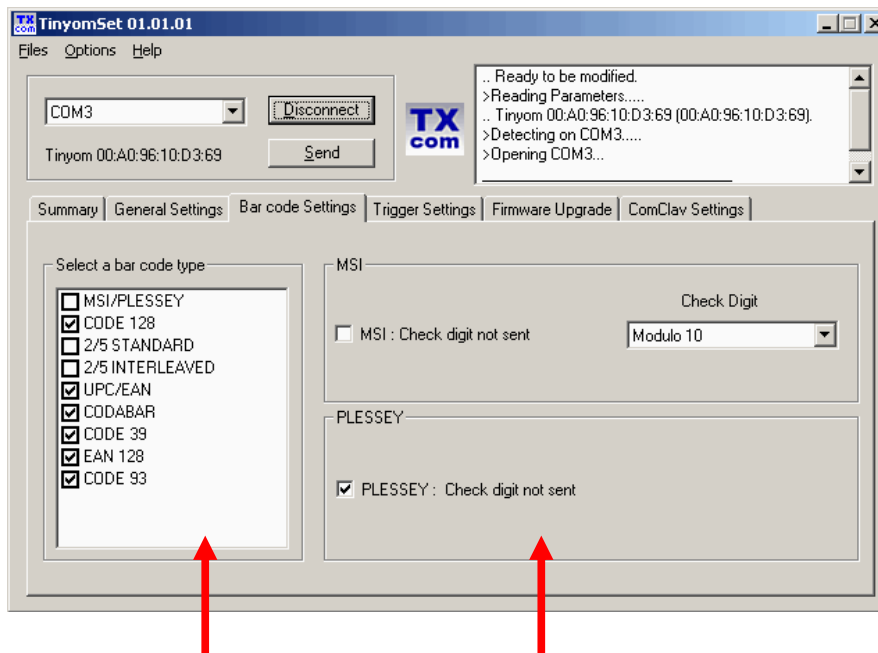 TX com TinyomSet 01.01.01
Files Options Help
COM3
Disconnect
Tinyom 00:A0:96:10:D3:69
Send
TX
com
.. Ready to be modified.
>Reading Parameters.....
.. Tinyom 00:A0:96:10:D3:69 (00:A0:96:10:D3:69).
>Detecting on COM3.....
>Opening COM3...
Summary General Settings Bar code Settings Trigger Settings Firmware Upgrade ComClav Settings
Select a bar code type
MSI/PLESSEY
CODE 128
2/5 STANDARD
2/5 INTERLEAVED
UPC/EAN
CODABAR
CODE 39
EAN 128
CODE 93
MSI
Check Digit
MSI : Check digit not sent
Modulo 10
PLESSEY
PLESSEY : Check digit not sent